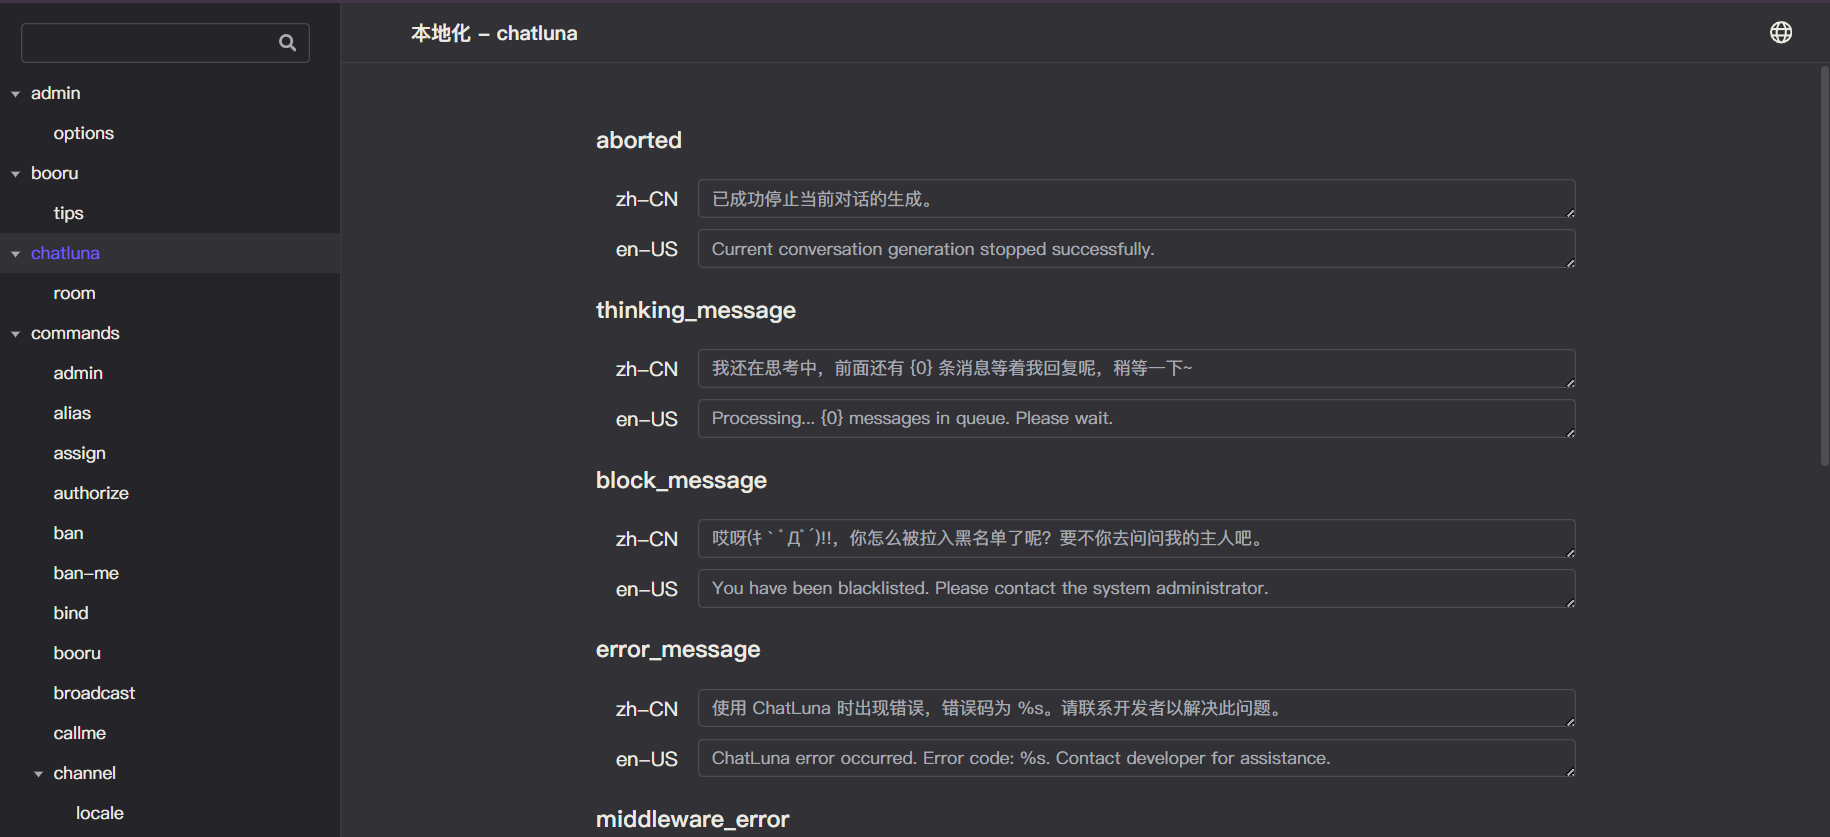 admin
options
booru
tips
chatluna
room
commands
admin
alias
assign
authorize
ban
ban-me
bind
booru
broadcast
callme
channel
locale
本地化 - chatluna
aborted
zh-CN 已成功停止当前对话的生成。
en-US Current conversation generation stopped successfully.
thinking_message
zh-CN 我还在思考中，前面还有 {0} 条消息等着我回复呢，稍等一下~
en-US Processing... {0} messages in queue. Please wait.
block_message
zh-CN 哎呀(ｷ｀ﾟДﾟ´)!!，你怎么被拉入黑名单了呢？要不你去问问我的主人吧。
en-US You have been blacklisted. Please contact the system administrator.
error_message
zh-CN 使用 ChatLuna 时出现错误，错误码为 %s。请联系开发者以解决此问题。
en-US ChatLuna error occurred. Error code: %s. Contact developer for assistance.
middleware_error